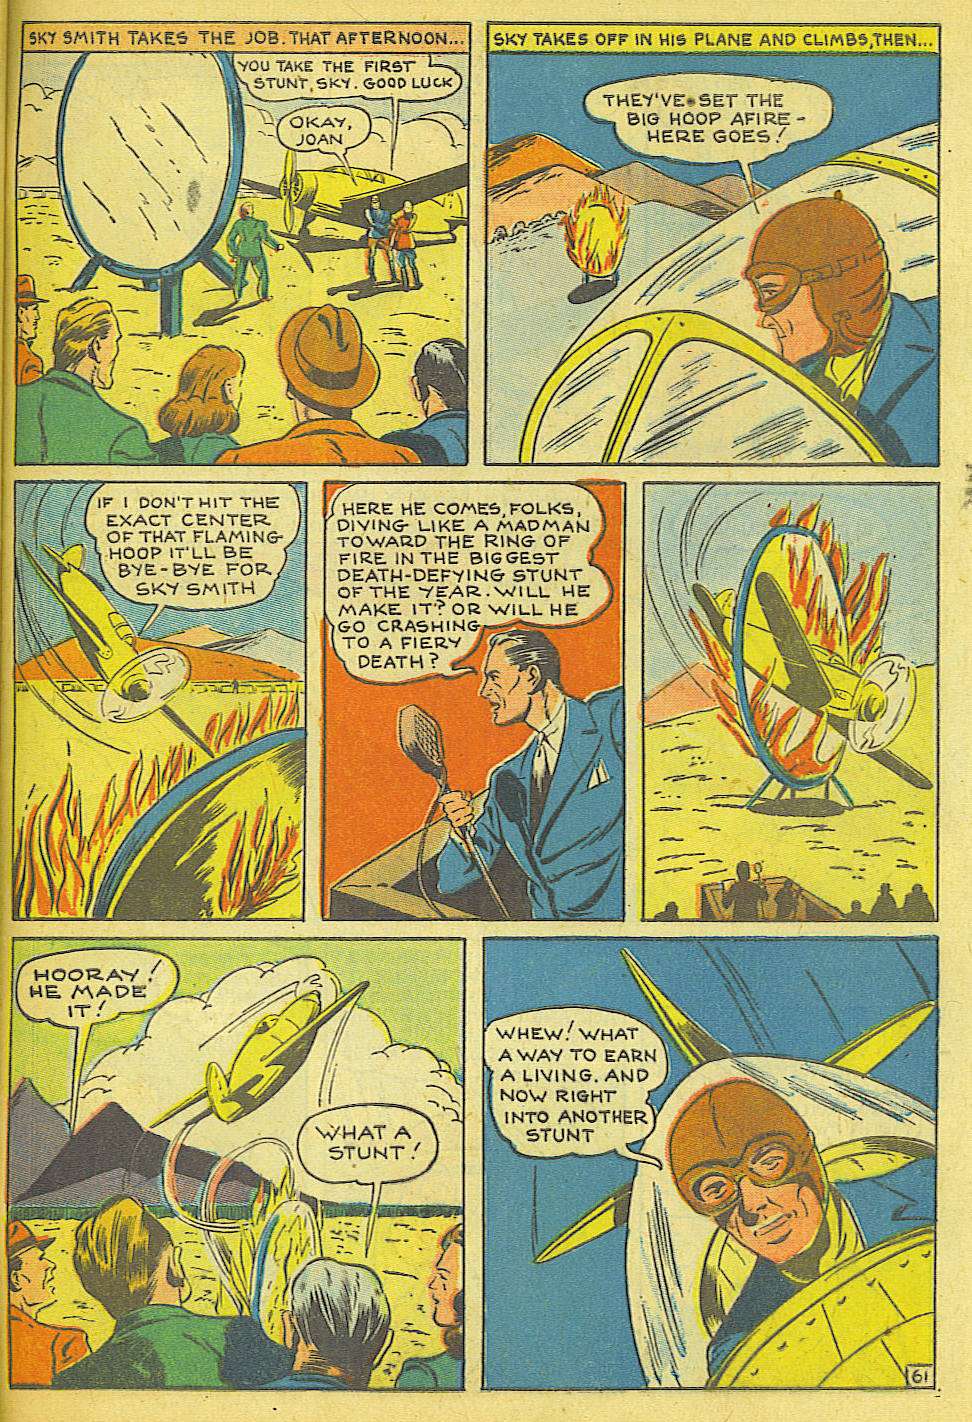 SKY SMITH TAKES THE JOB. THAT AFTERNOON...
YOU TAKE THE FIRST
STUNT, SKY. GOOD LUCK
OKAY,
JOAN
SKY TAKES OFF IN HIS PLANE AND CLIMBS, THEN...
THEY'VE SET THE
BIG HOOP AFIRE -
HERE GOES!
IF I DON'T HIT THE
EXACT CENTER
OF THAT FLAMING
HOOP IT'LL BE
BYE-BYE FOR
SKY SMITH
HERE HE COMES, FOLKS,
DIVING LIKE A MADMAN
TOWARD THE RING OF
FIRE IN THE BIGGEST
DEATH-DEFYING STUNT
OF THE YEAR. WILL HE
MAKE IT? OR WILL HE
GO CRASHING
TO A FIERY
DEATH?
HOORAY!
HE MADE
IT!
WHAT A
STUNT!
WHEW! WHAT
A WAY TO EARN
A LIVING. AND
NOW RIGHT
INTO ANOTHER
STUNT
61